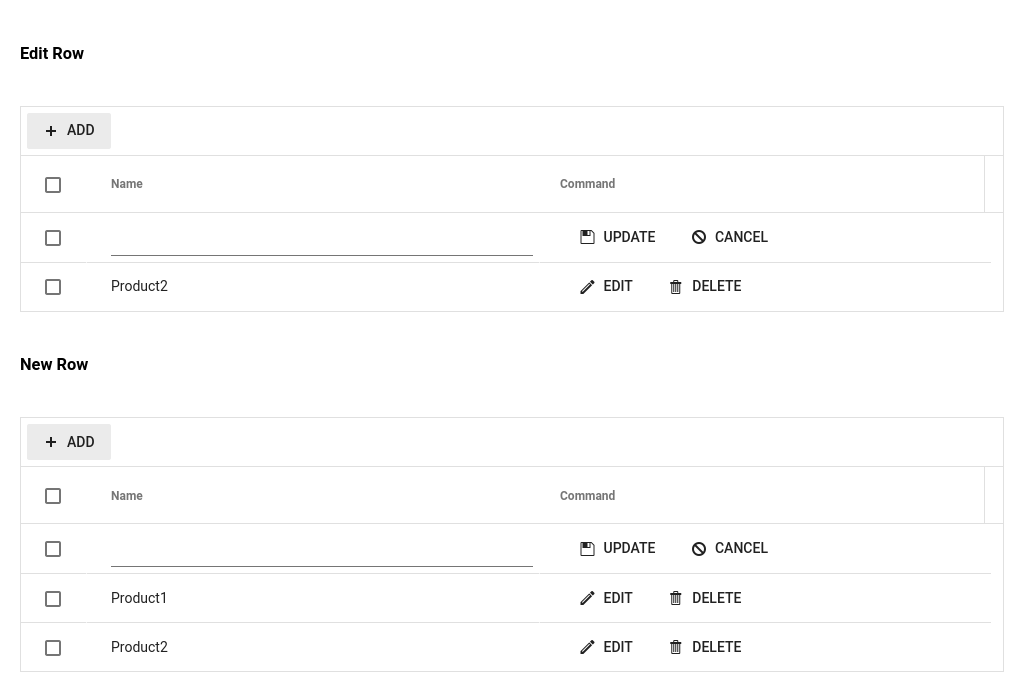 Edit Row
ADD
Name Command
UPDATE CANCEL
Product2 EDIT DELETE
New Row
ADD
Name Command
UPDATE CANCEL
Product1 EDIT DELETE
Product2 EDIT DELETE